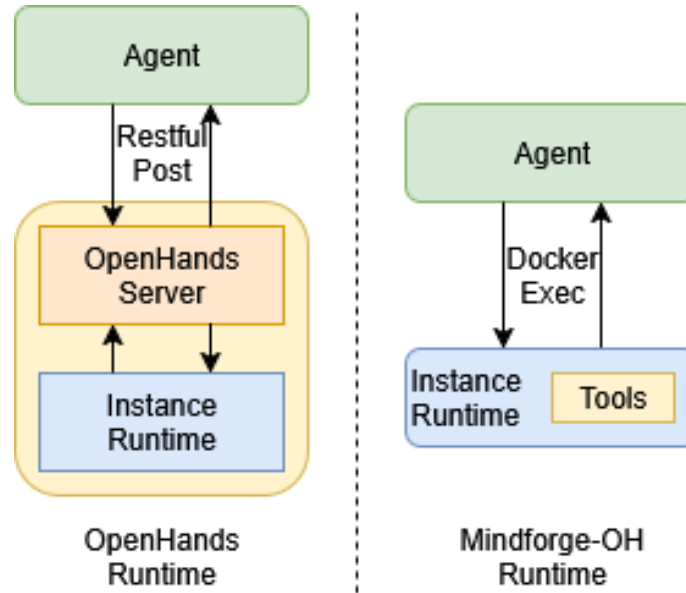 Agent
Restful
Post
OpenHands
Server
Instance
Runtime
OpenHands
Runtime
Agent
Docker
Exec
Instance
Runtime
Tools
Mindforge-OH
Runtime